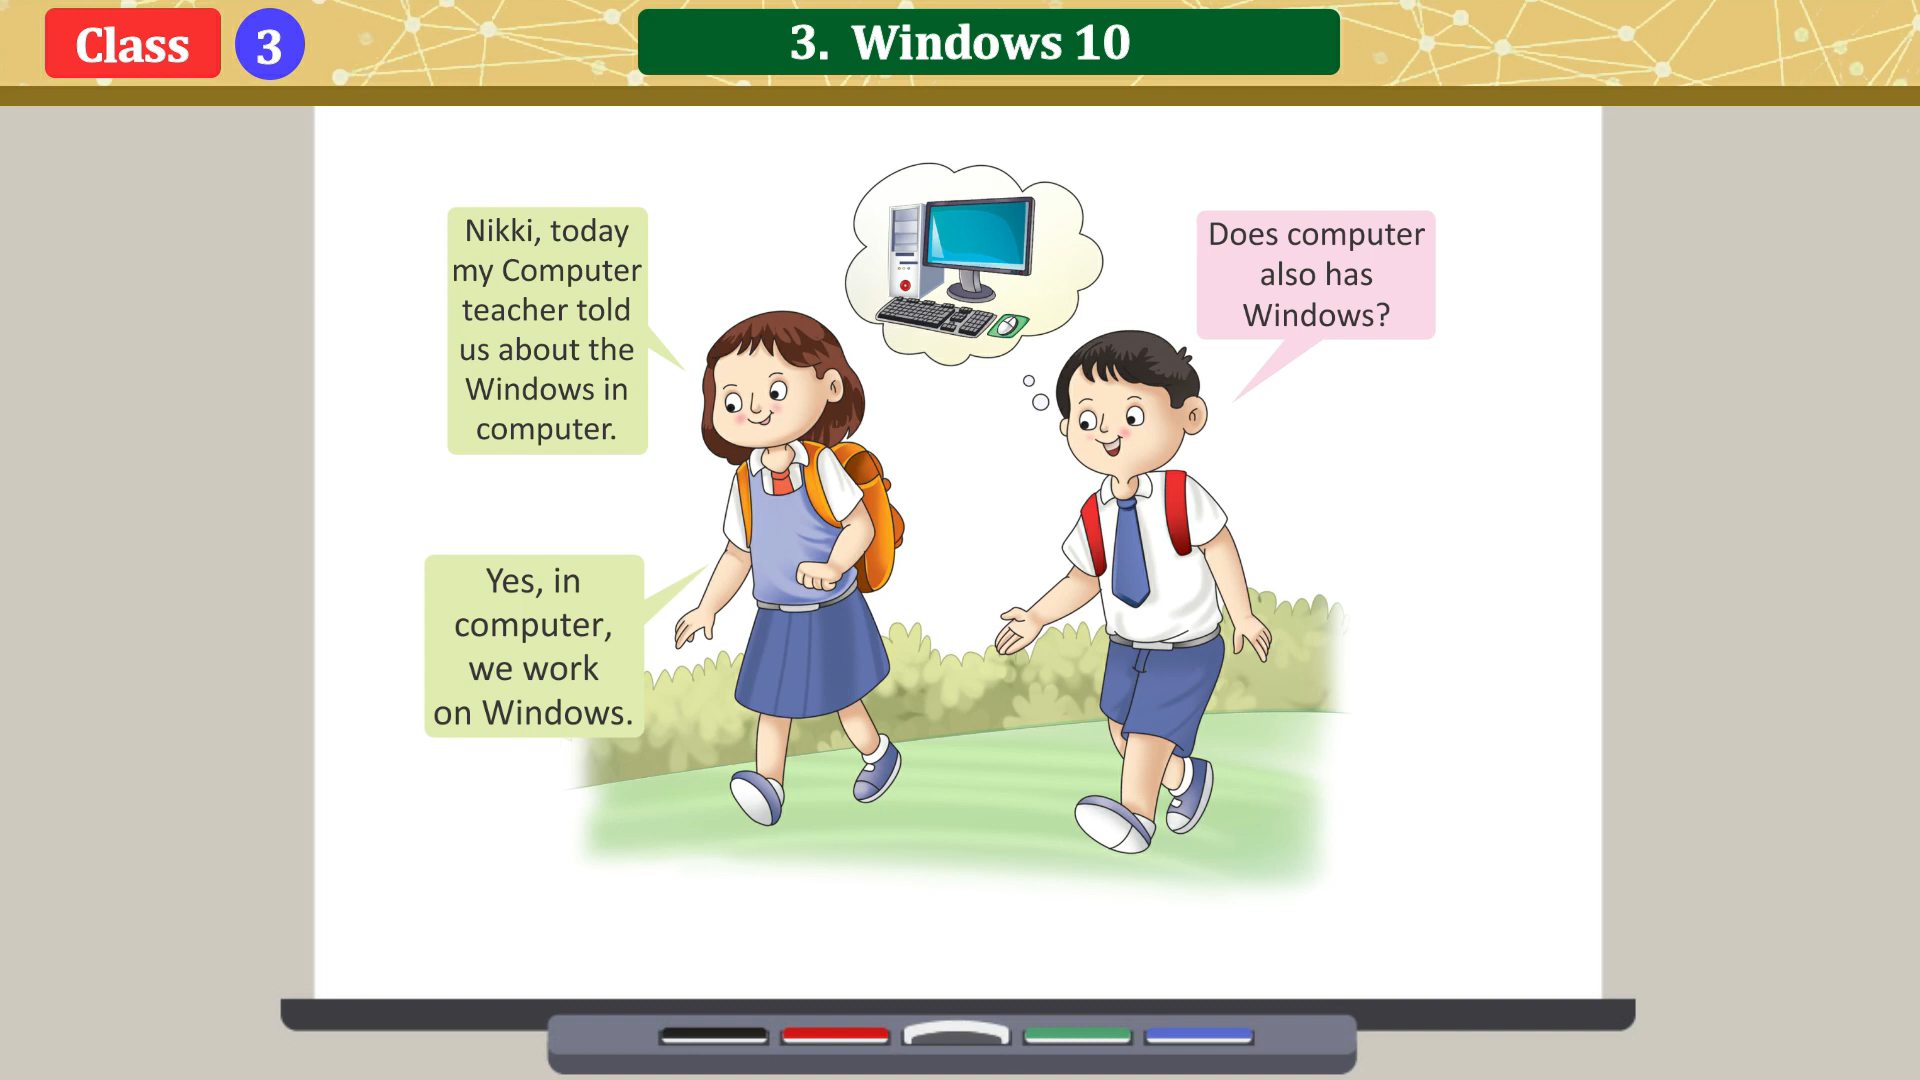 Class 3
3. Windows 10
Nikki, today
my Computer
teacher told
us about the
Windows in
computer.
Does computer
also has
Windows?
Yes, in
computer,
we work
on Windows.